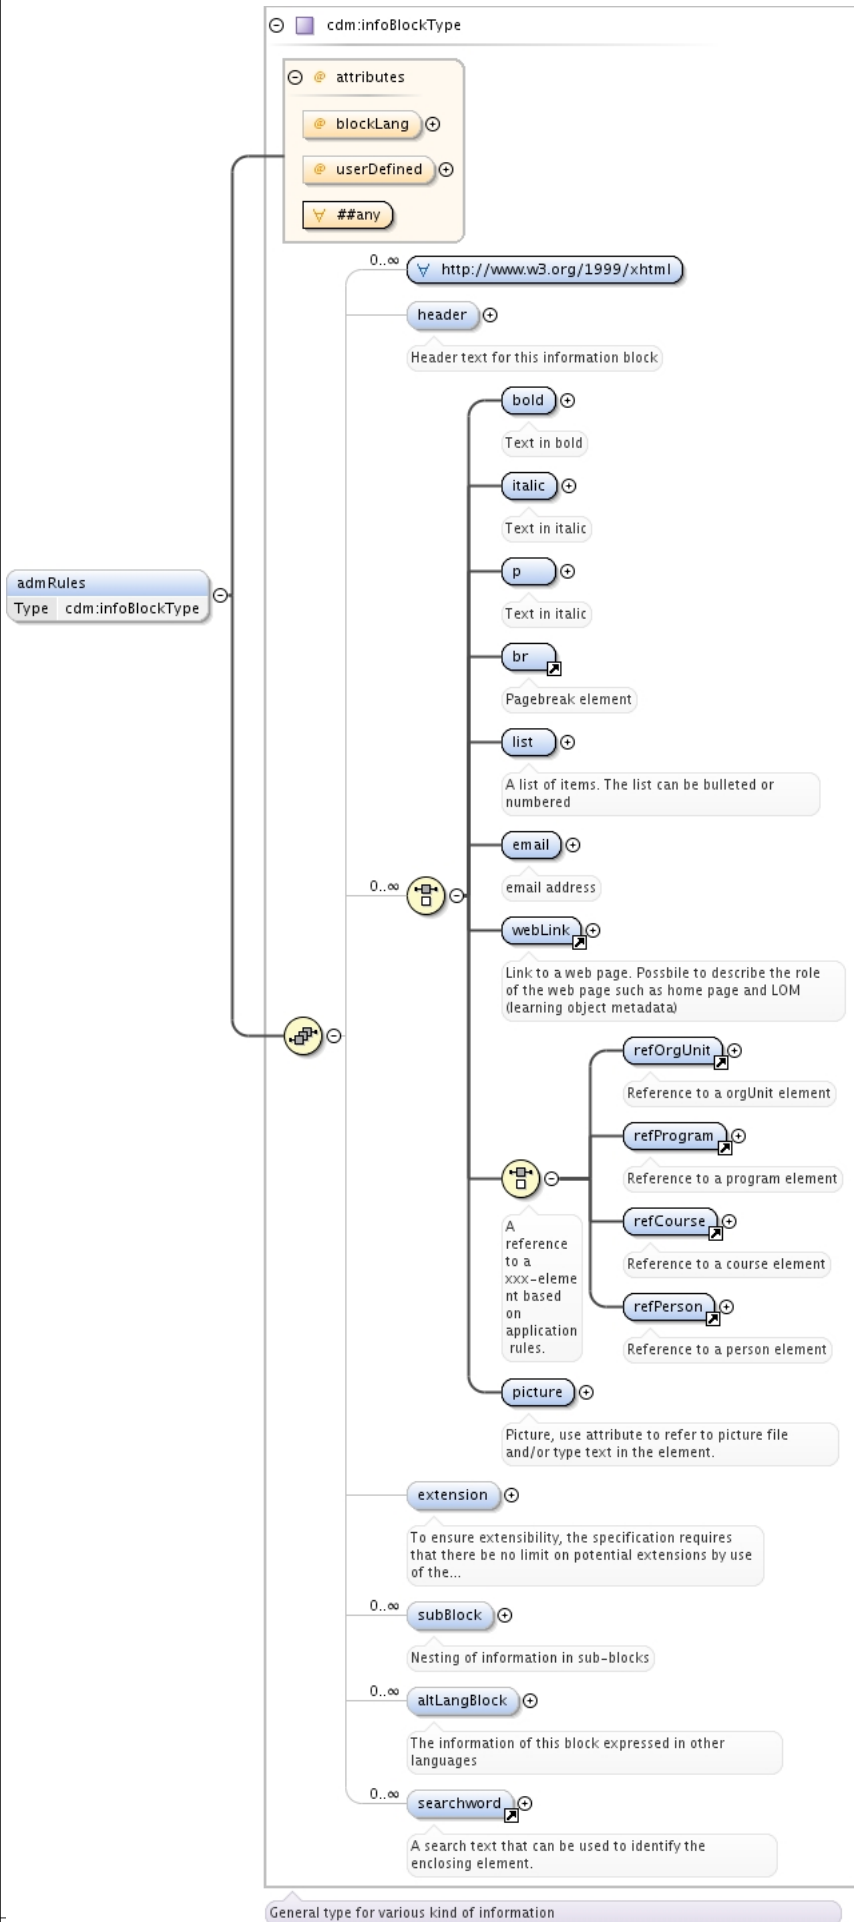 cdm:infoBlockType
attributes
blockLang
userDefined
##any
0..∞
http://www.w3.org/1999/xhtml
header
Header text for this information block
bold
Text in bold
italic
Text in italic
p
Text in italic
admRules
Type cdm:infoBlockType
br
Pagebreak element
list
A list of items. The list can be bulleted or
numbered
email
email address
0..∞
webLink
Link to a web page. Possbile to describe the role
of the web page such as home page and LOM
(learning object metadata)
refOrgUnit
Reference to a orgUnit element
refProgram
Reference to a program element
A
reference
to a
xxx-eleme
nt based
on
application
rules.
refCourse
Reference to a course element
refPerson
Reference to a person element
picture
Picture, use attribute to refer to picture file
and/or type text in the element.
extension
To ensure extensibility, the specification requires
that there be no limit on potential extensions by use
of the...
0..∞
subBlock
Nesting of information in sub-blocks
0..∞
altLangBlock
The information of this block expressed in other
languages
0..∞
searchword
A search text that can be used to identify the
enclosing element.
General type for various kind of information